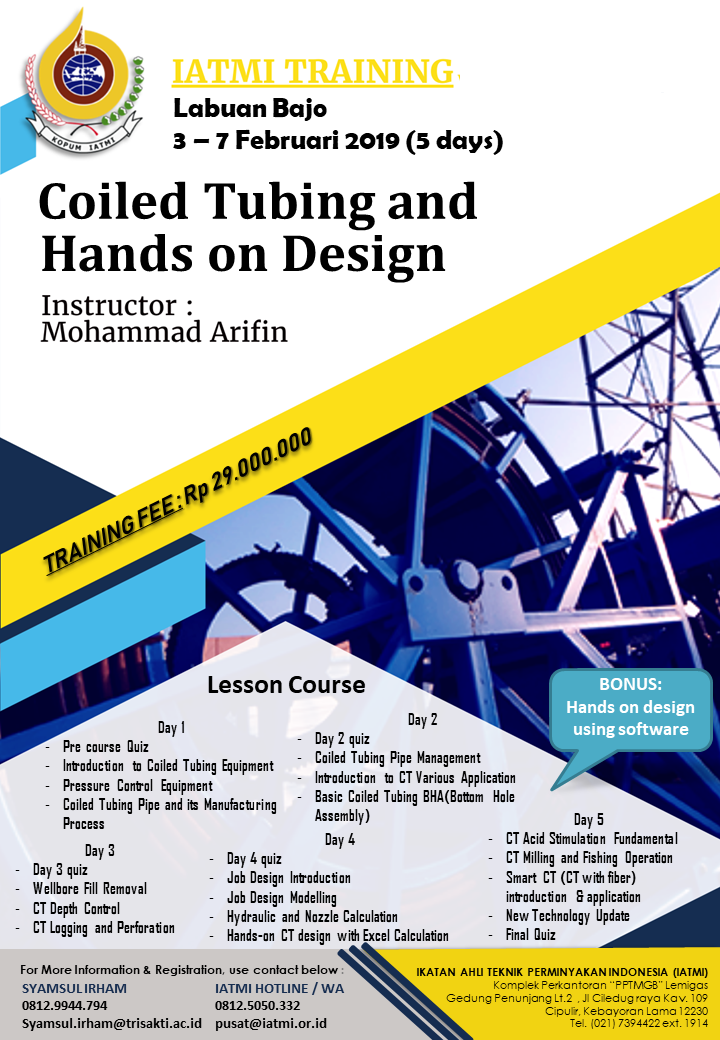 KOPUM IATMI
IATMI TRAINING
Labuan Bajo
3 – 7 Februari 2019 (5 days)
Coiled Tubing and
Hands on Design
Instructor :
Mohammad Arifin
TRAINING FEE : Rp 29.000.000
Lesson Course
BONUS:
Hands on design
using software
Day 1
- Pre course Quiz
- Introduction to Coiled Tubing Equipment
- Pressure Control Equipment
- Coiled Tubing Pipe and its Manufacturing
Process
Day 2
- Day 2 quiz
- Coiled Tubing Pipe Management
- Introduction to CT Various Application
- Basic Coiled Tubing BHA(Bottom Hole
Assembly)
Day 3
- Day 3 quiz
- Wellbore Fill Removal
- CT Depth Control
- CT Logging and Perforation
Day 4
- Day 4 quiz
- Job Design Introduction
- Job Design Modelling
- Hydraulic and Nozzle Calculation
- Hands-on CT design with Excel Calculation
Day 5
- CT Acid Stimulation Fundamental
- CT Milling and Fishing Operation
- Smart CT (CT with fiber)
introduction & application
- New Technology Update
- Final Quiz
For More Information & Registration, use contact below :
SYAMSUL IRHAM
0812.9944.794
Syamsul.irham@trisakti.ac.id
IATMI HOTLINE / WA
0812.5050.332
pusat@iatmi.or.id
IKATAN AHLI TEKNIK PERMINYAKAN INDONESIA (IATMI)
Komplek Perkantoran “PPTMGB” Lemigas
Gedung Penunjang Lt.2 , Jl Ciledug raya Kav. 109
Cipulir, Kebayoran Lama 12230
Tel. (021) 7394422 ext. 1914